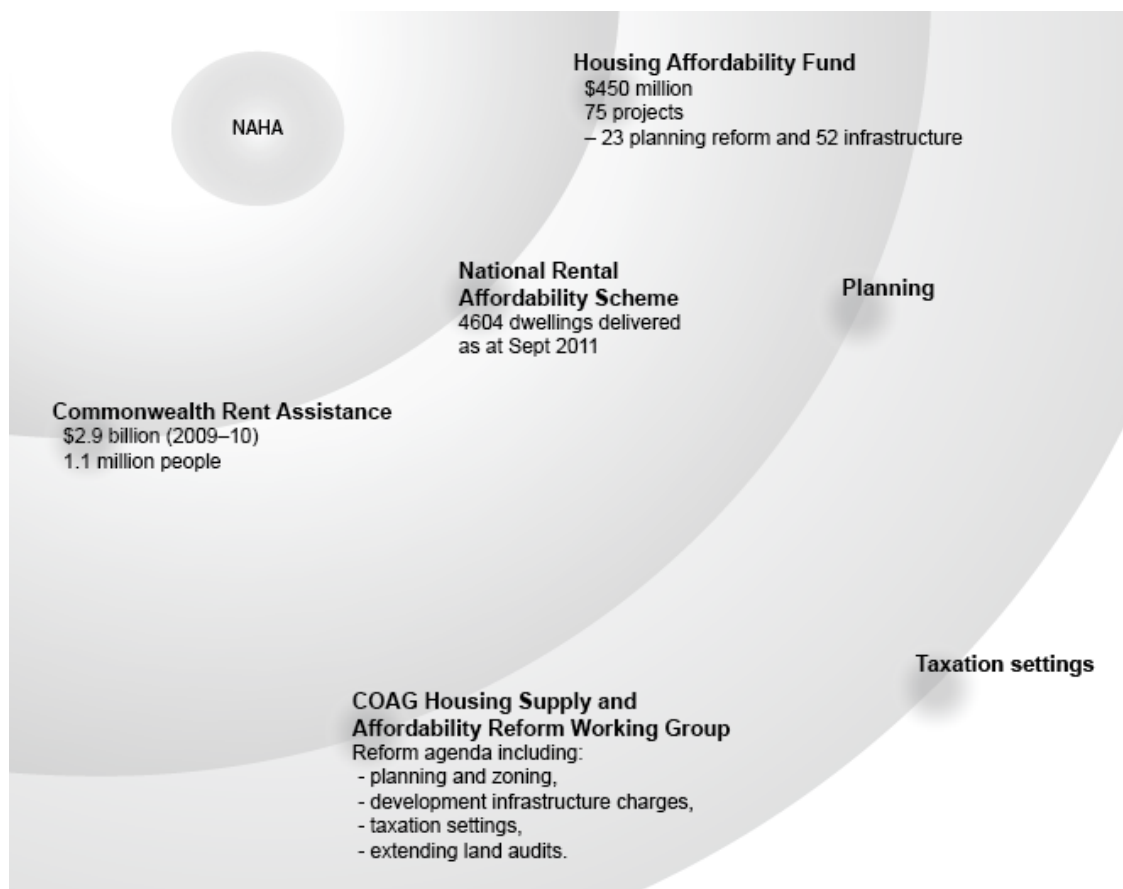 Housing Affordability Fund
$450 million
75 projects
– 23 planning reform and 52 infrastructure
NAHA
National Rental
Affordability Scheme
4604 dwellings delivered
as at Sept 2011
Planning
Commonwealth Rent Assistance
$2.9 billion (2009–10)
1.1 million people
Taxation settings
COAG Housing Supply and
Affordability Reform Working Group
Reform agenda including:
- planning and zoning,
- development infrastructure charges,
- taxation settings,
- extending land audits.